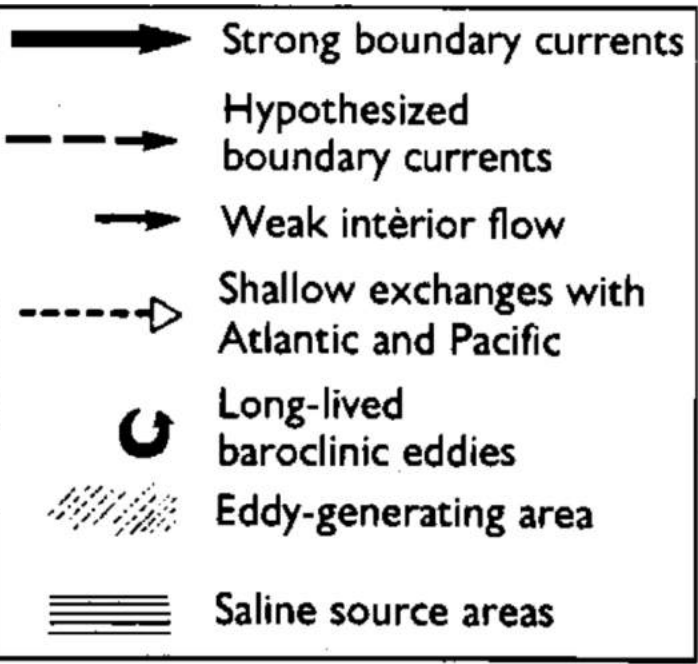 Strong boundary currents
Hypothesized
boundary currents
Weak interior flow
Shallow exchanges with
Atlantic and Pacific
Long-lived
baroclinic eddies
Eddy-generating area
Saline source areas